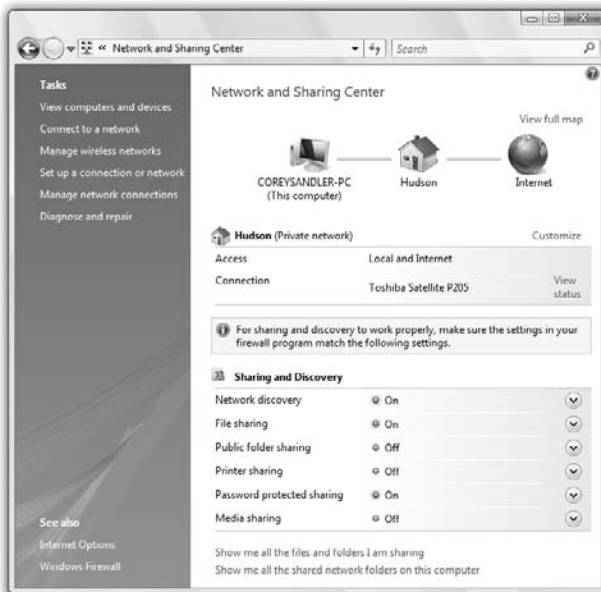 « Network and Sharing Center
Search
Tasks
View computers and devices
Connect to a network
Manage wireless networks
Set up a connection or network
Manage network connections
Diagnose and repair
See also
Internet Options
Windows Firewall
Network and Sharing Center
View full map
COREYSANDLER-PC
(This computer)
Hudson
Internet
Hudson (Private network)
Customize
Access
Local and Internet
Connection
Toshiba Satellite P205
View
status
For sharing and discovery to work properly, make sure the settings in your
firewall program match the following settings.
Sharing and Discovery
Network discovery
On
File sharing
On
Public folder sharing
Off
Printer sharing
Off
Password protected sharing
On
Media sharing
Off
Show me all the files and folders I am sharing
Show me all the shared network folders on this computer